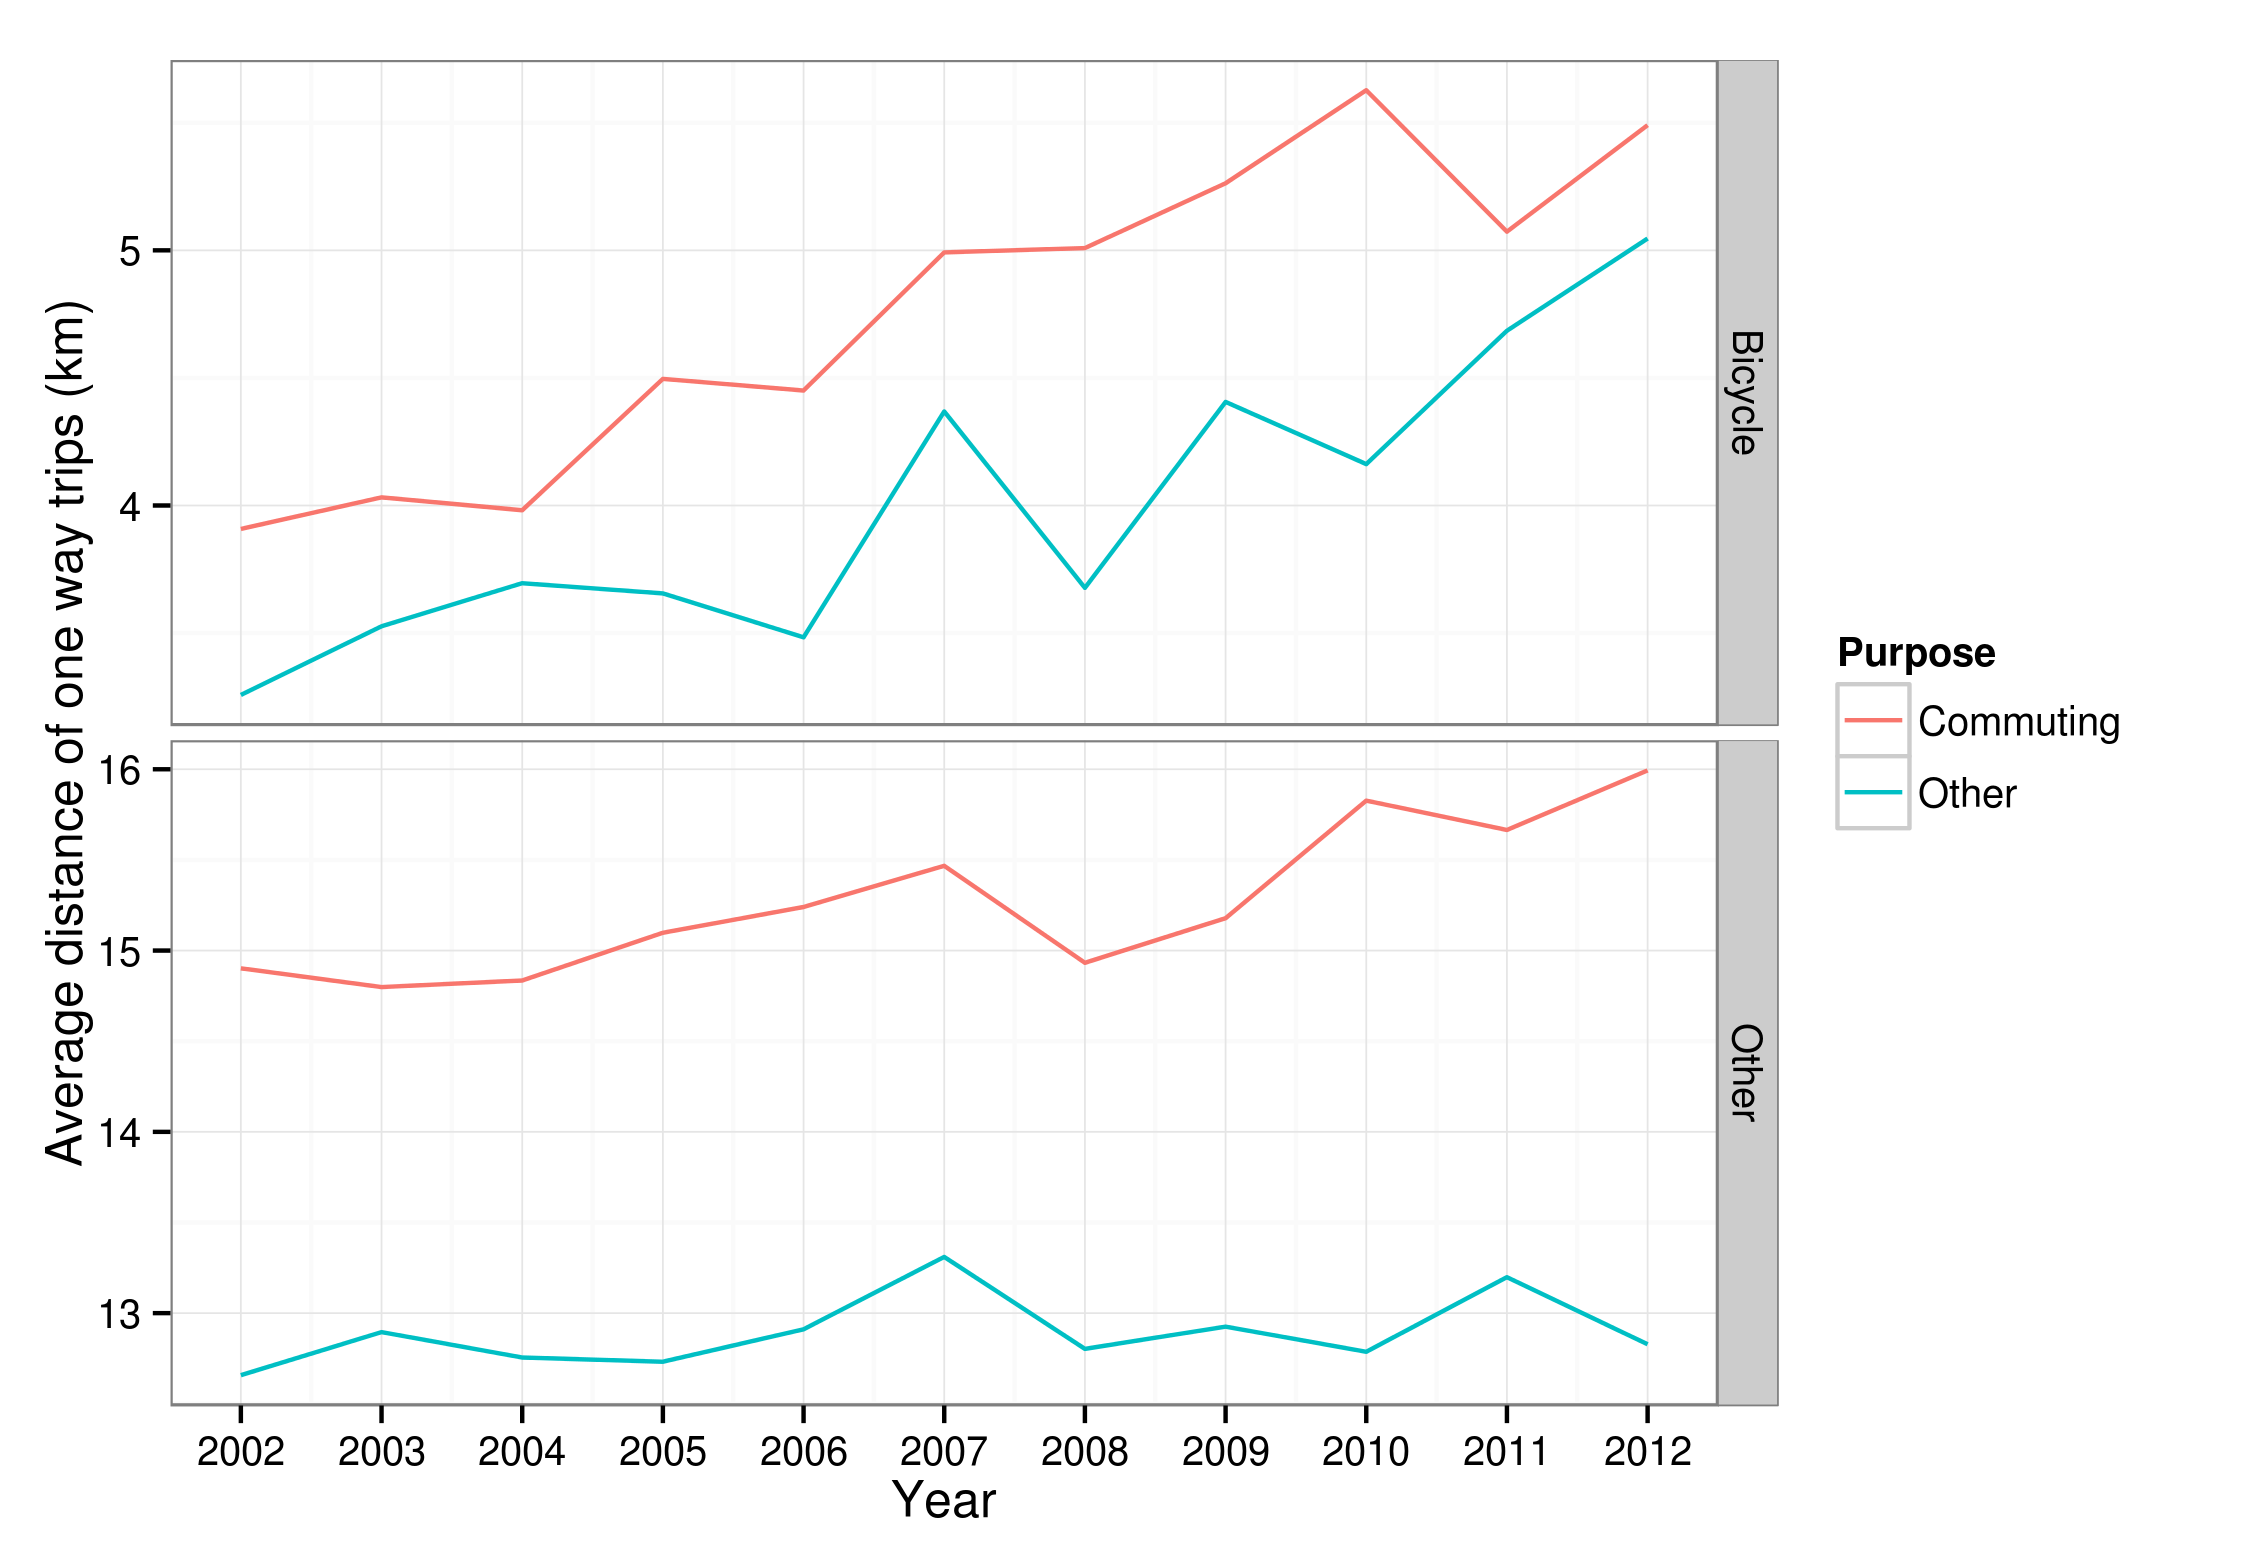 Average distance of one way trips (km)
5
4
Bicycle
16
15
14
13
Other
2002 2003 2004 2005 2006 2007 2008 2009 2010 2011 2012
Year
Purpose
Commuting
Other